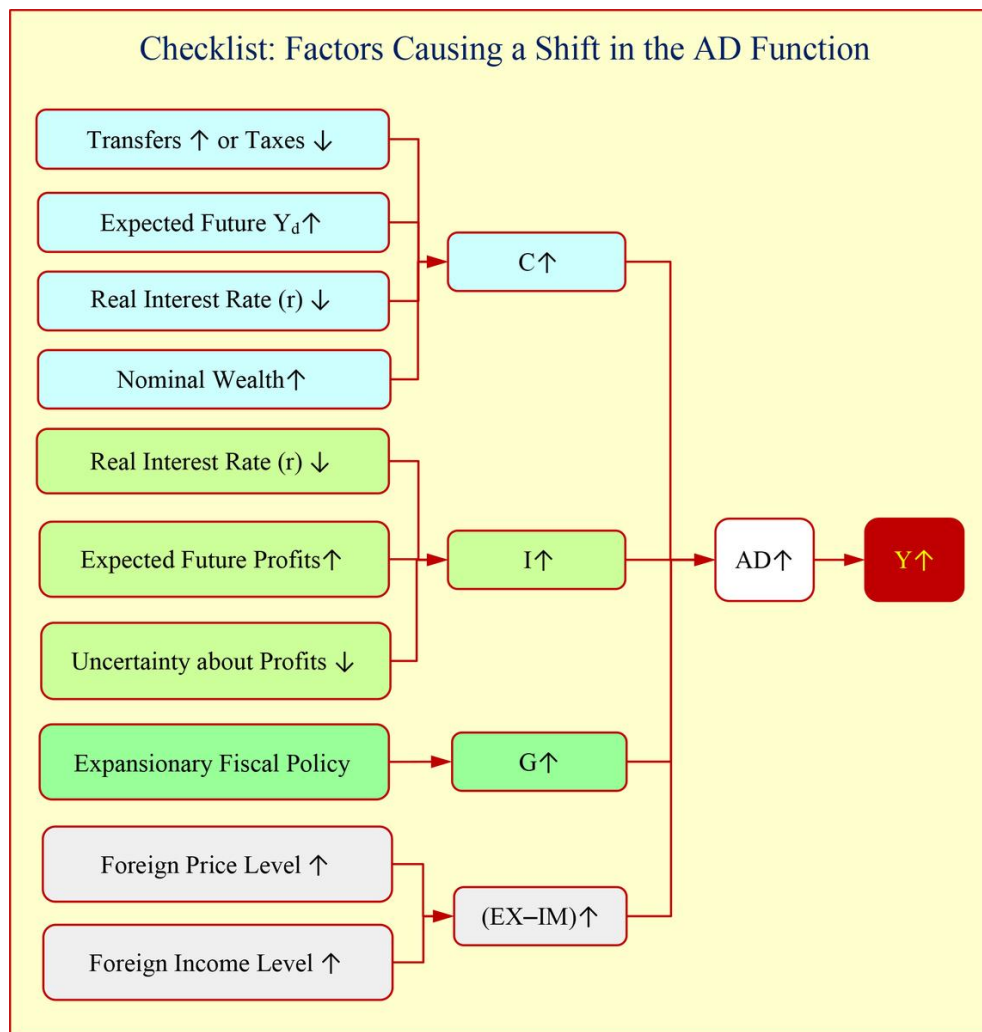 Checklist: Factors Causing a Shift in the AD Function
Transfers ↑ or Taxes ↓
Expected Future Yd↑
Real Interest Rate (r) ↓
Nominal Wealth↑
C↑
Real Interest Rate (r) ↓
Expected Future Profits↑
Uncertainty about Profits ↓
I↑
Expansionary Fiscal Policy
G↑
Foreign Price Level ↑
Foreign Income Level ↑
(EX–IM)↑
AD↑
Y↑